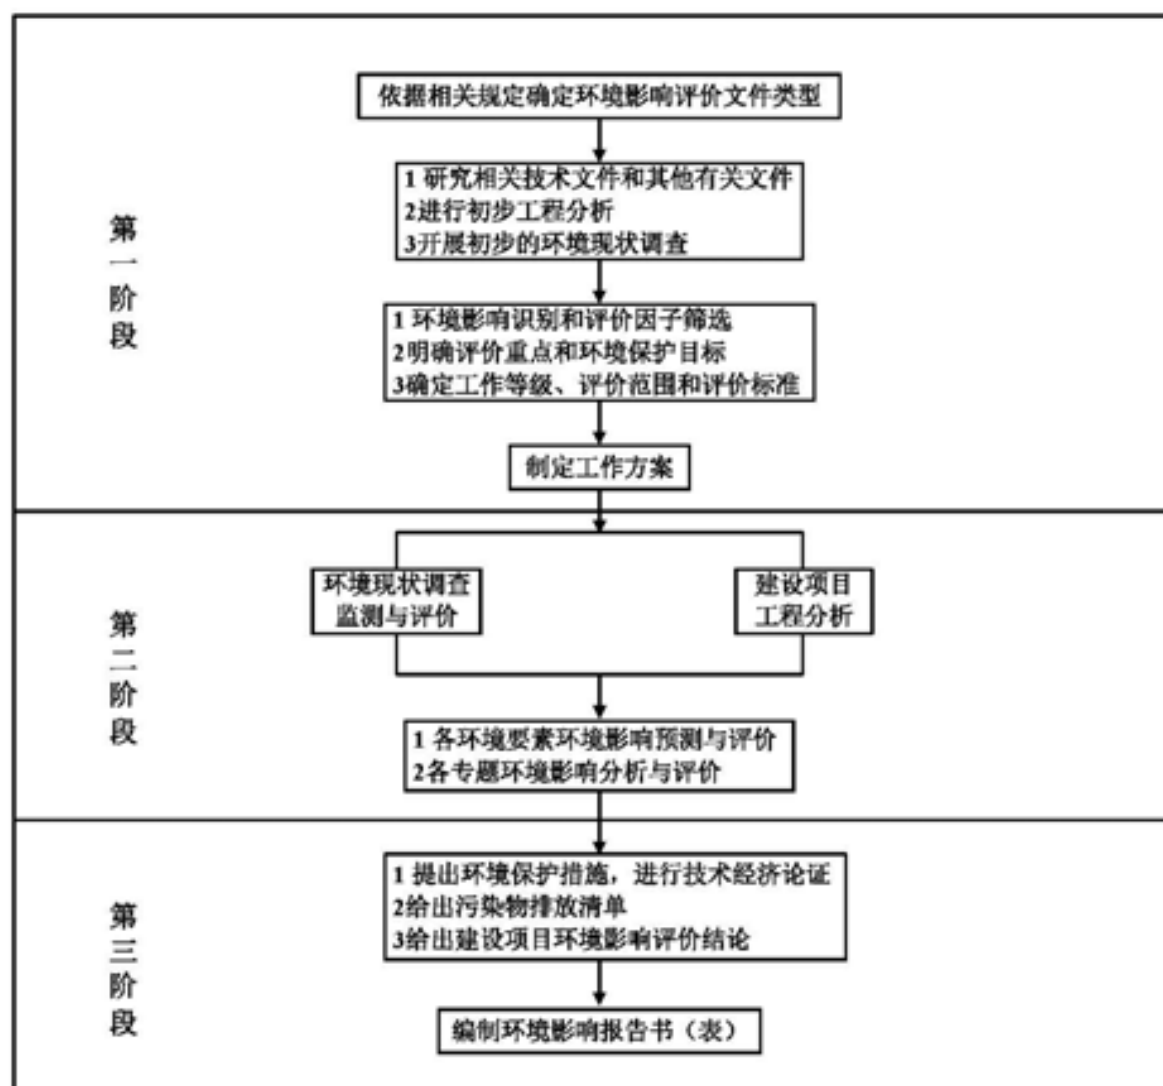 依据相关规定确定环境影响评价文件类型
第一阶段
1 研究相关技术文件和其他有关文件
2进行初步工程分析
3开展初步的环境现状调查
1 环境影响识别和评价因子筛选
2明确评价重点和环境保护目标
3确定工作等级、评价范围和评价标准
制定工作方案
第二阶段
环境现状调查
监测与评价
建设项目
工程分析
1 各环境要素环境影响预测与评价
2各专题环境影响分析与评价
第三阶段
1 提出环境保护措施，进行技术经济论证
2给出污染物排放清单
3给出建设项目环境影响评价结论
编制环境影响报告书（表）